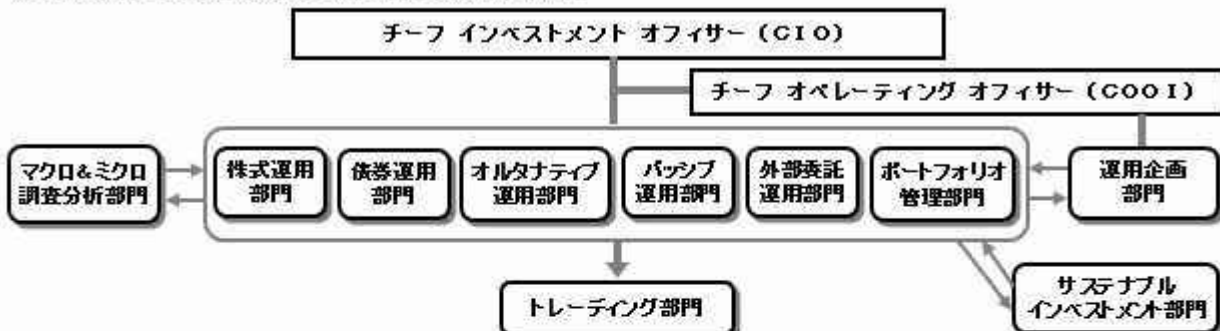 チーフ インベストメント オフィサー (CIO)
チーフ オペレーティング オフィサー (COOI)
マクロ&ミクロ
調査分析部門
株式運用
部門
債券運用
部門
オルタナティブ
運用部門
パッシブ
運用部門
外部委託
運用部門
ポートフォリオ
管理部門
運用企画
部門
トレーディング部門
サステナブル
インベストメント部門